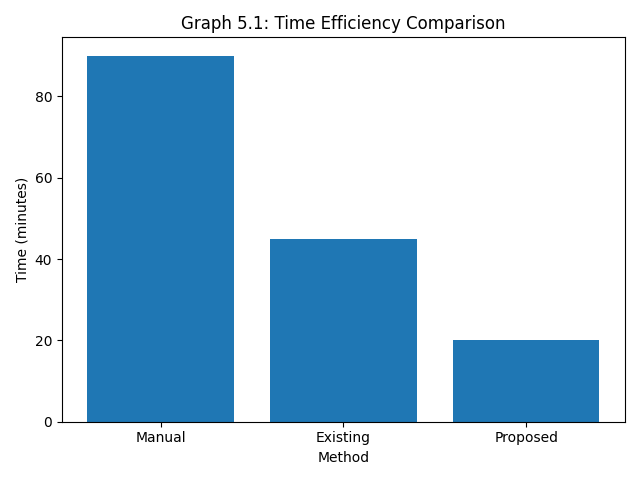 Graph 5.1: Time Efficiency Comparison
Time (minutes)
80
60
40
20
0
Manual
Existing
Proposed
Method